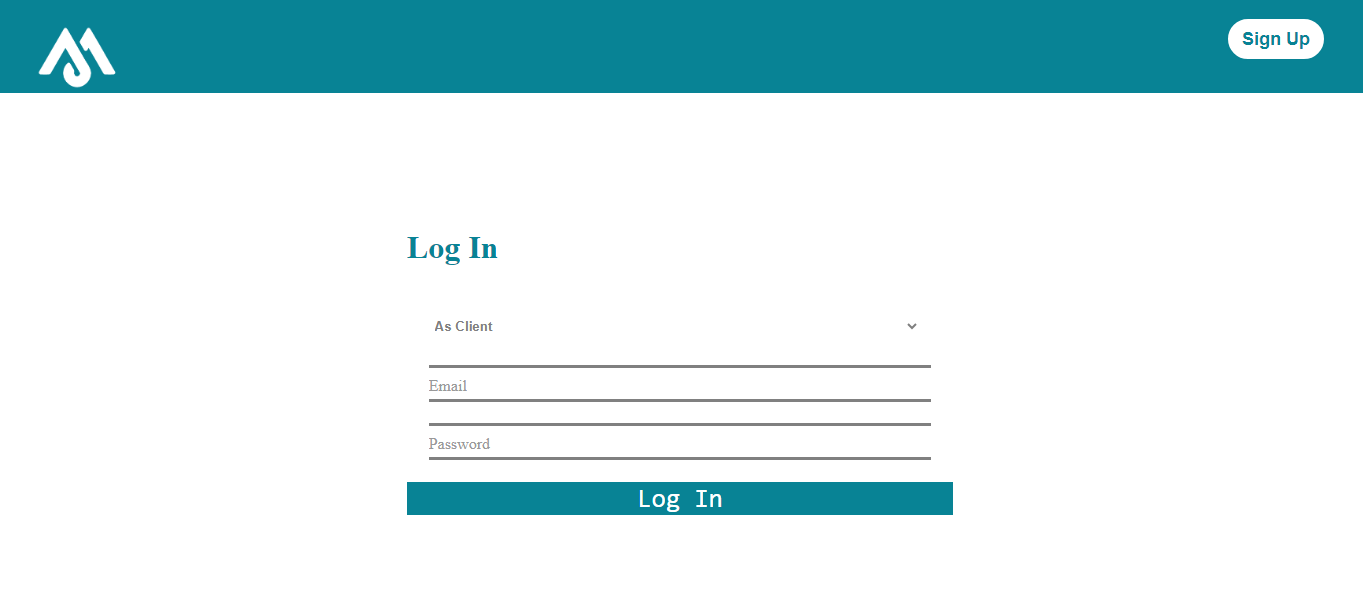 Sign Up
Log In
As Client
Email
Password
Log In